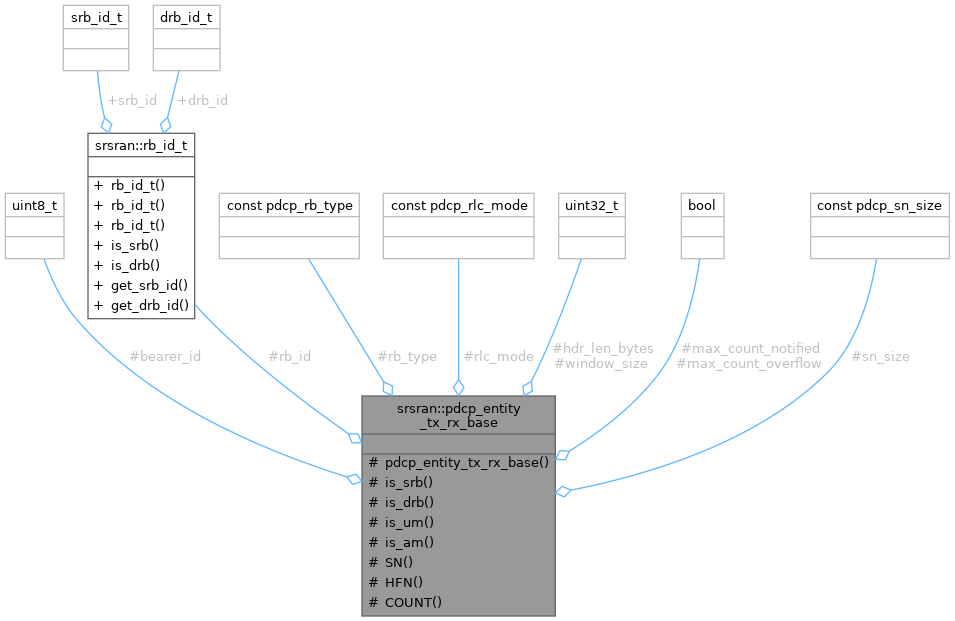 srb_id_t
drb_id_t
+srb_id
+drb_id
srsran::rb_id_t
+ rb_id_t()
+ rb_id_t()
+ rb_id_t()
+ is_srb()
+ is_drb()
+ get_srb_id()
+ get_drb_id()
uint8_t
const pdcp_rb_type
const pdcp_rlc_mode
uint32_t
bool
const pdcp_sn_size
#bearer_id
#rb_id
#rb_type
#rlc_mode
#hdr_len_bytes
#window_size
#max_count_notified
#max_count_overflow
#sn_size
srsran::pdcp_entity
_tx_rx_base
# pdcp_entity_tx_rx_base()
# is_srb()
# is_drb()
# is_um()
# is_am()
# SN()
# HFN()
# COUNT()